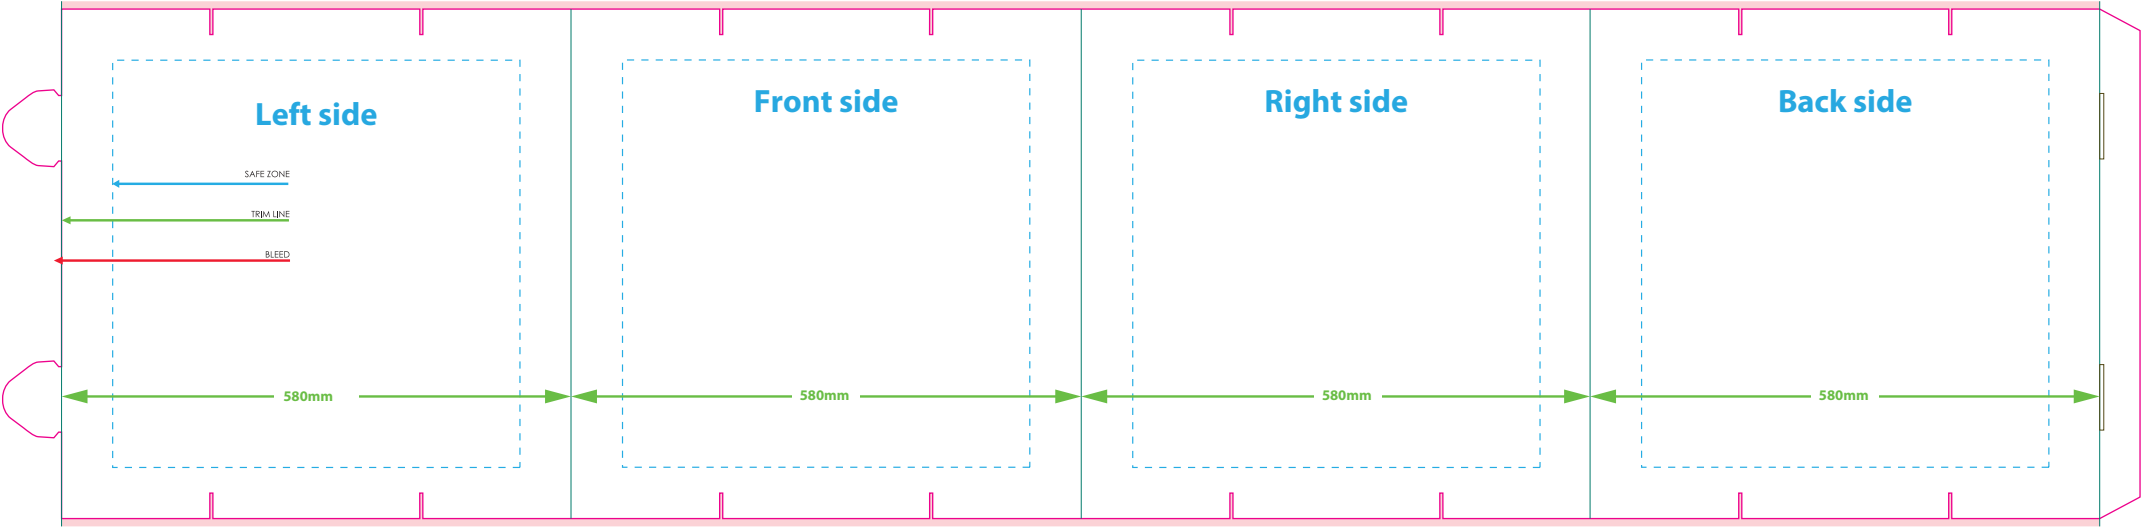 Left side
Front side
Right side
Back side
SAFE ZONE
TRIM LINE
BLEED
580mm
580mm
580mm
580mm